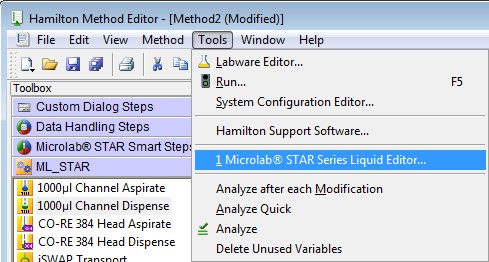 Hamilton Method Editor - [Method2 (Modified)]
File Edit View Method Tools Window Help
Toolbox
Custom Dialog Steps
Data Handling Steps
Microlab® STAR Smart Steps
ML_STAR
1000µl Channel Aspirate
1000µl Channel Dispense
CO-RE 384 Head Aspirate
CO-RE 384 Head Dispense
iSWAP Transport
Labware Editor...
Run... F5
System Configuration Editor...
Hamilton Support Software...
1 Microlab® STAR Series Liquid Editor...
Analyze after each Modification
Analyze Quick
Analyze
Delete Unused Variables